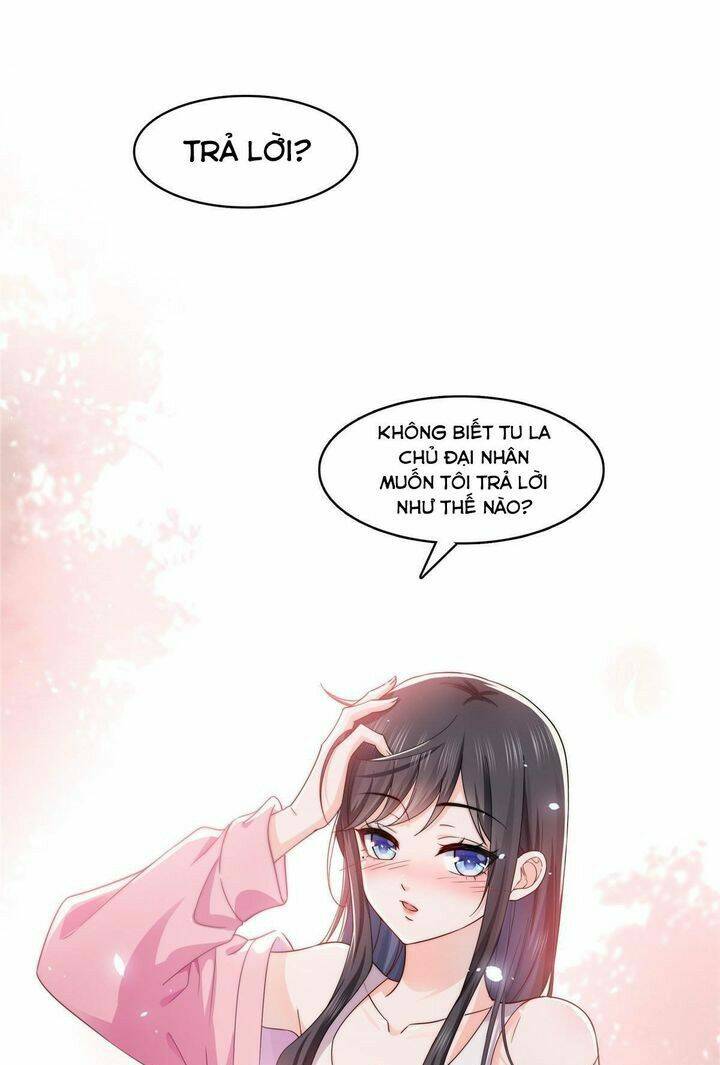 TRẢ LỜI?
KHÔNG BIẾT TU LA
CHỦ ĐẠI NHÂN
MUỐN TÔI TRẢ LỜI
NHƯ THẾ NÀO?